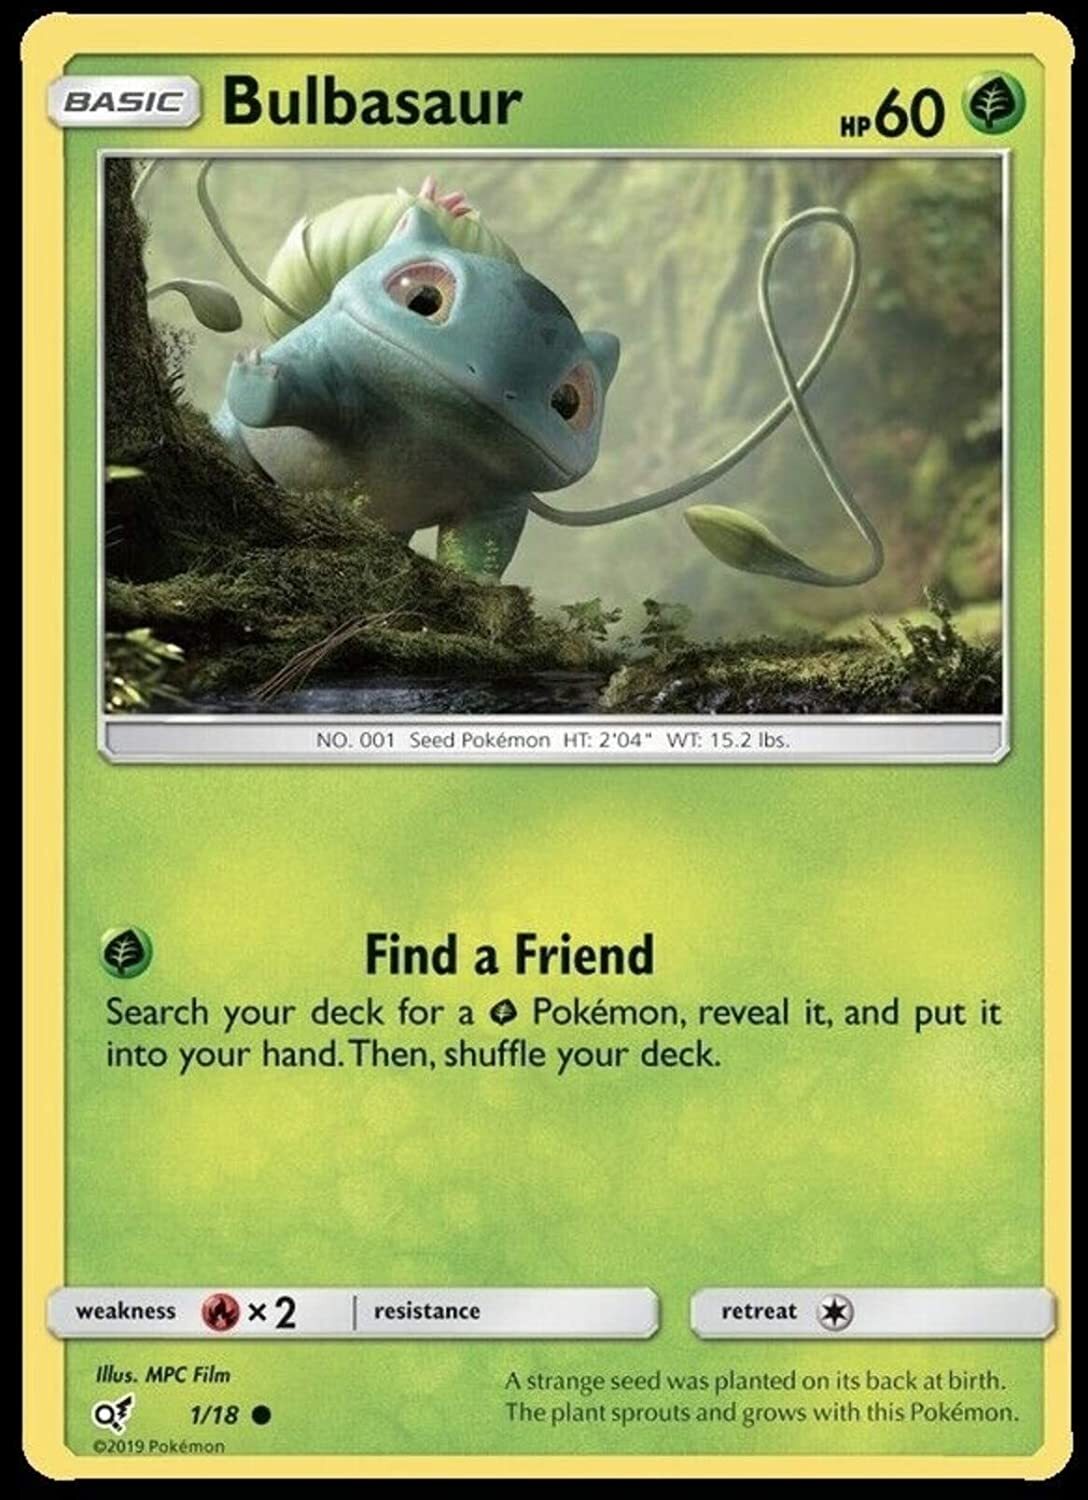 BASIC Bulbasaur HP 60
NO. 001 Seed Pokémon HT: 2'04" WT: 15.2 lbs.
Find a Friend
Search your deck for a Pokémon, reveal it, and put it
into your hand. Then, shuffle your deck.
weakness × 2 resistance retreat
Illus. MPC Film
1/18
©2019 Pokémon
A strange seed was planted on its back at birth.
The plant sprouts and grows with this Pokémon.